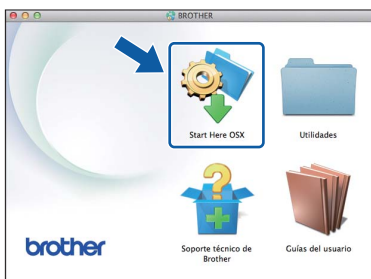 BROTHER
Start Here OSX
Utilidades
Soporte técnico de
Brother
Guías del usuario
brother